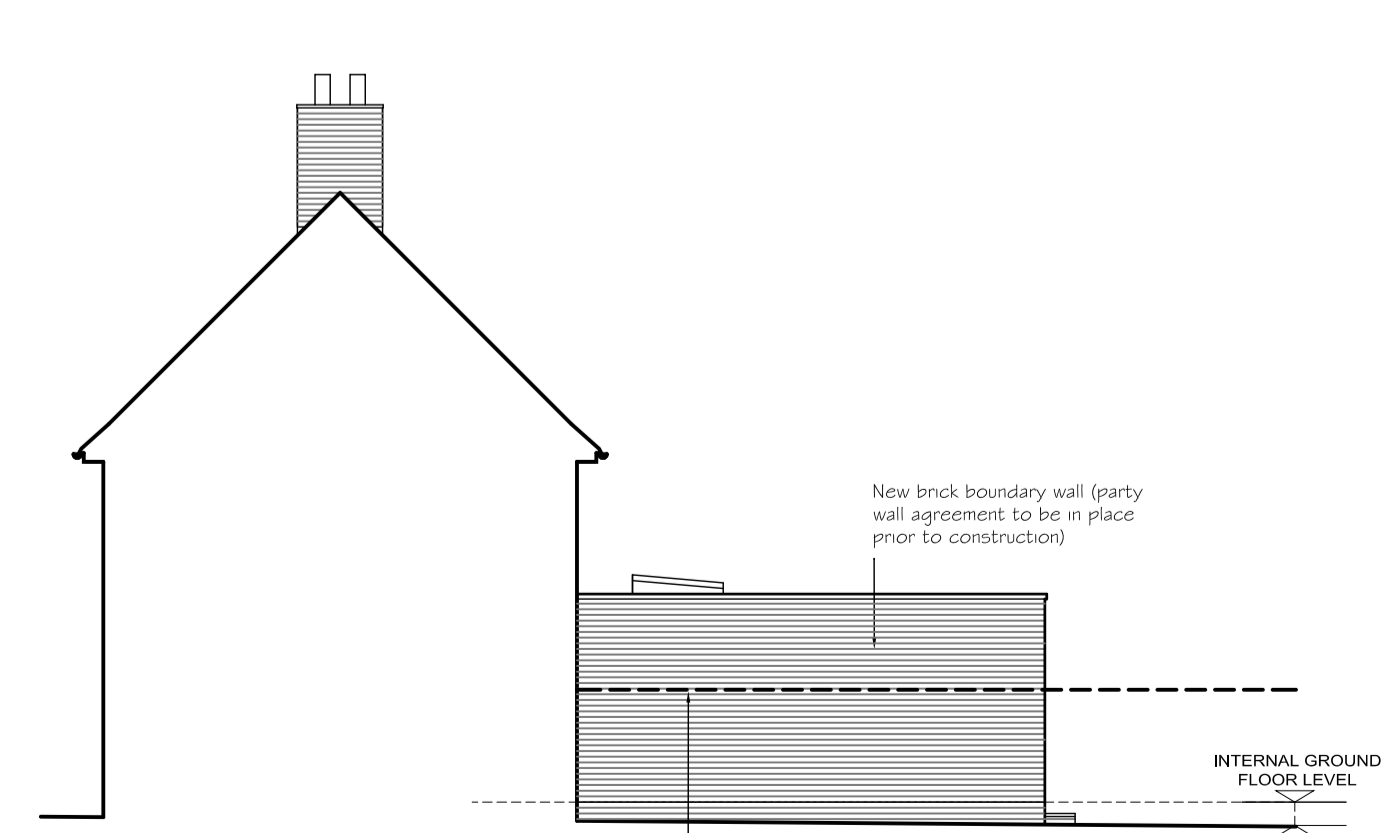 New brick boundary wall (party
wall agreement to be in place
prior to construction)
INTERNAL GROUND
FLOOR LEVEL